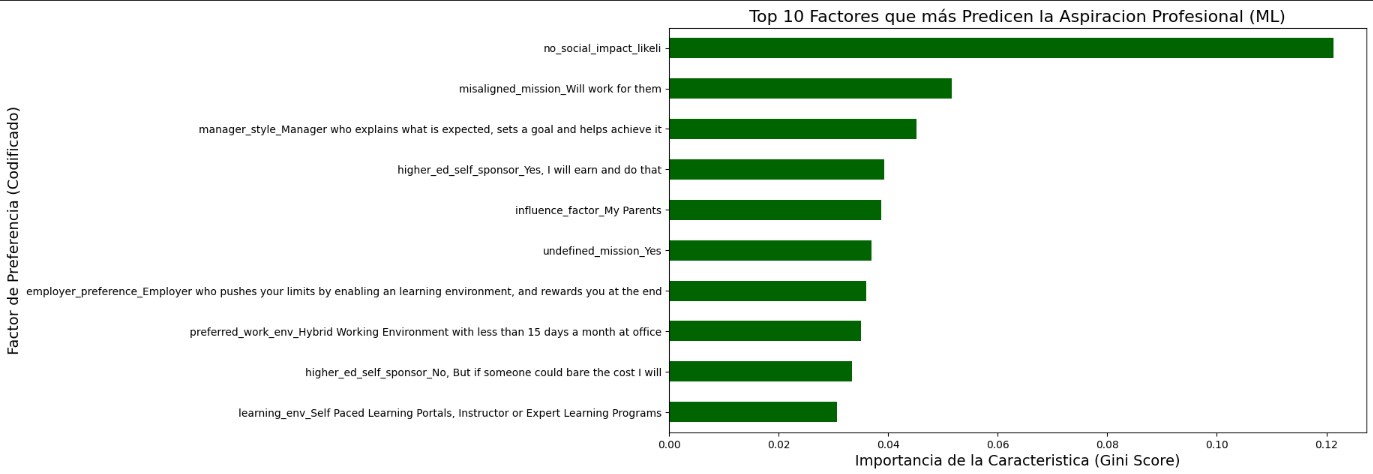 Top 10 Factores que más Predicen la Aspiracion Profesional (ML)
Factor de Preferencia (Codificado)
no_social_impact_likeli
misaligned_mission_Will work for them
manager_style_Manager who explains what is expected, sets a goal and helps achieve it
higher_ed_self_sponsor_Yes, I will earn and do that
influence_factor_My Parents
undefined_mission_Yes
employer_preference_Employer who pushes your limits by enabling an learning environment, and rewards you at the end
preferred_work_env_Hybrid Working Environment with less than 15 days a month at office
higher_ed_self_sponsor_No, But if someone could bare the cost I will
learning_env_Self Paced Learning Portals, Instructor or Expert Learning Programs
0.00 0.02 0.04 0.06 0.08 0.10 0.12
Importancia de la Caracteristica (Gini Score)